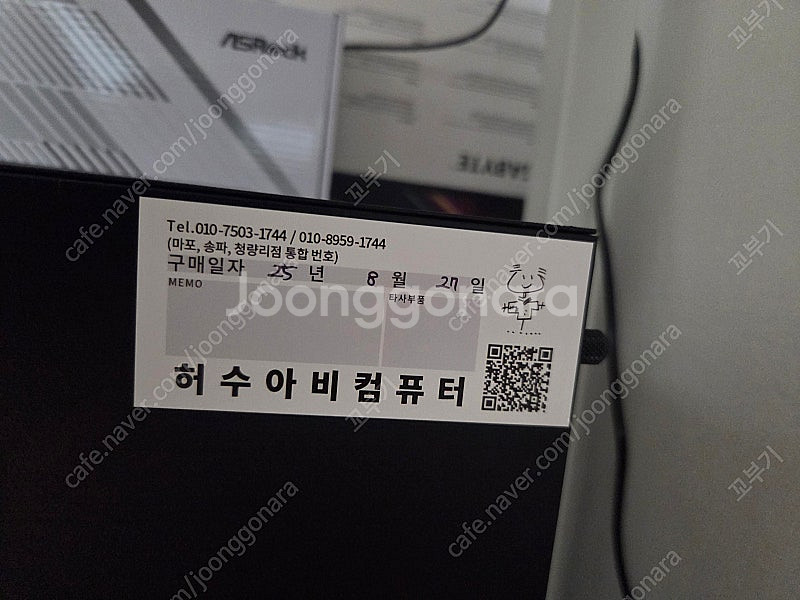 ASRock
GABYTE
Tel.010-7503-1744 / 010-8959-1744
(마포, 송파, 청량리점 통합 번호)
구매일자 25 년 8 월 27 일
MEMO
타사부품
허수아비컴퓨터
Joonggonara
cafe.naver.com/joonggonara
꼬부기